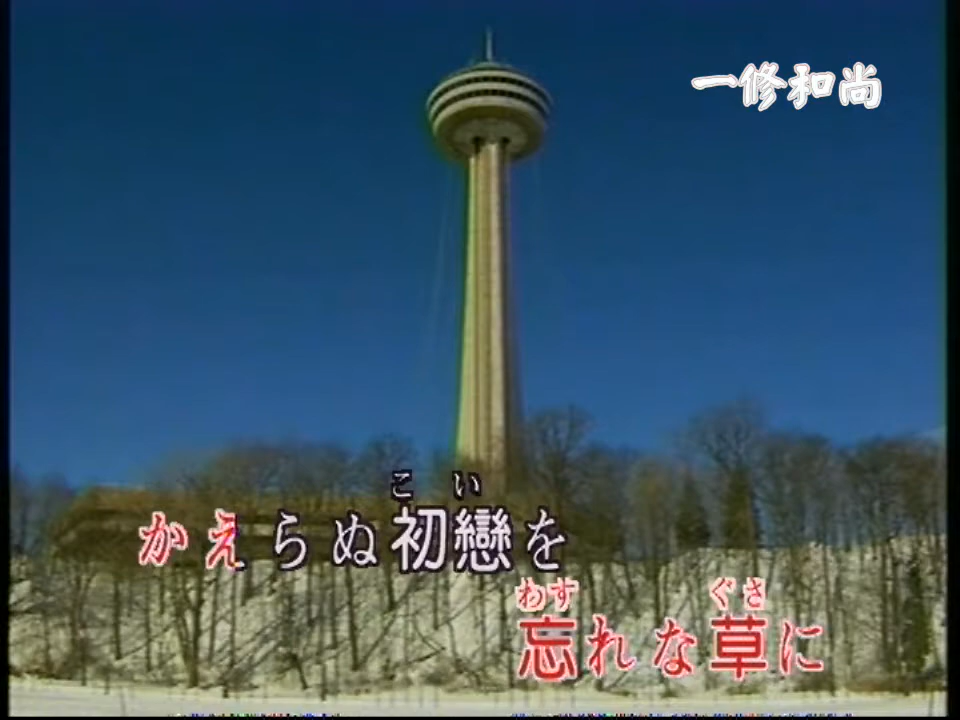 一修和尚
こい
かえらぬ初戀を
わす ぐさ
忘れな草に